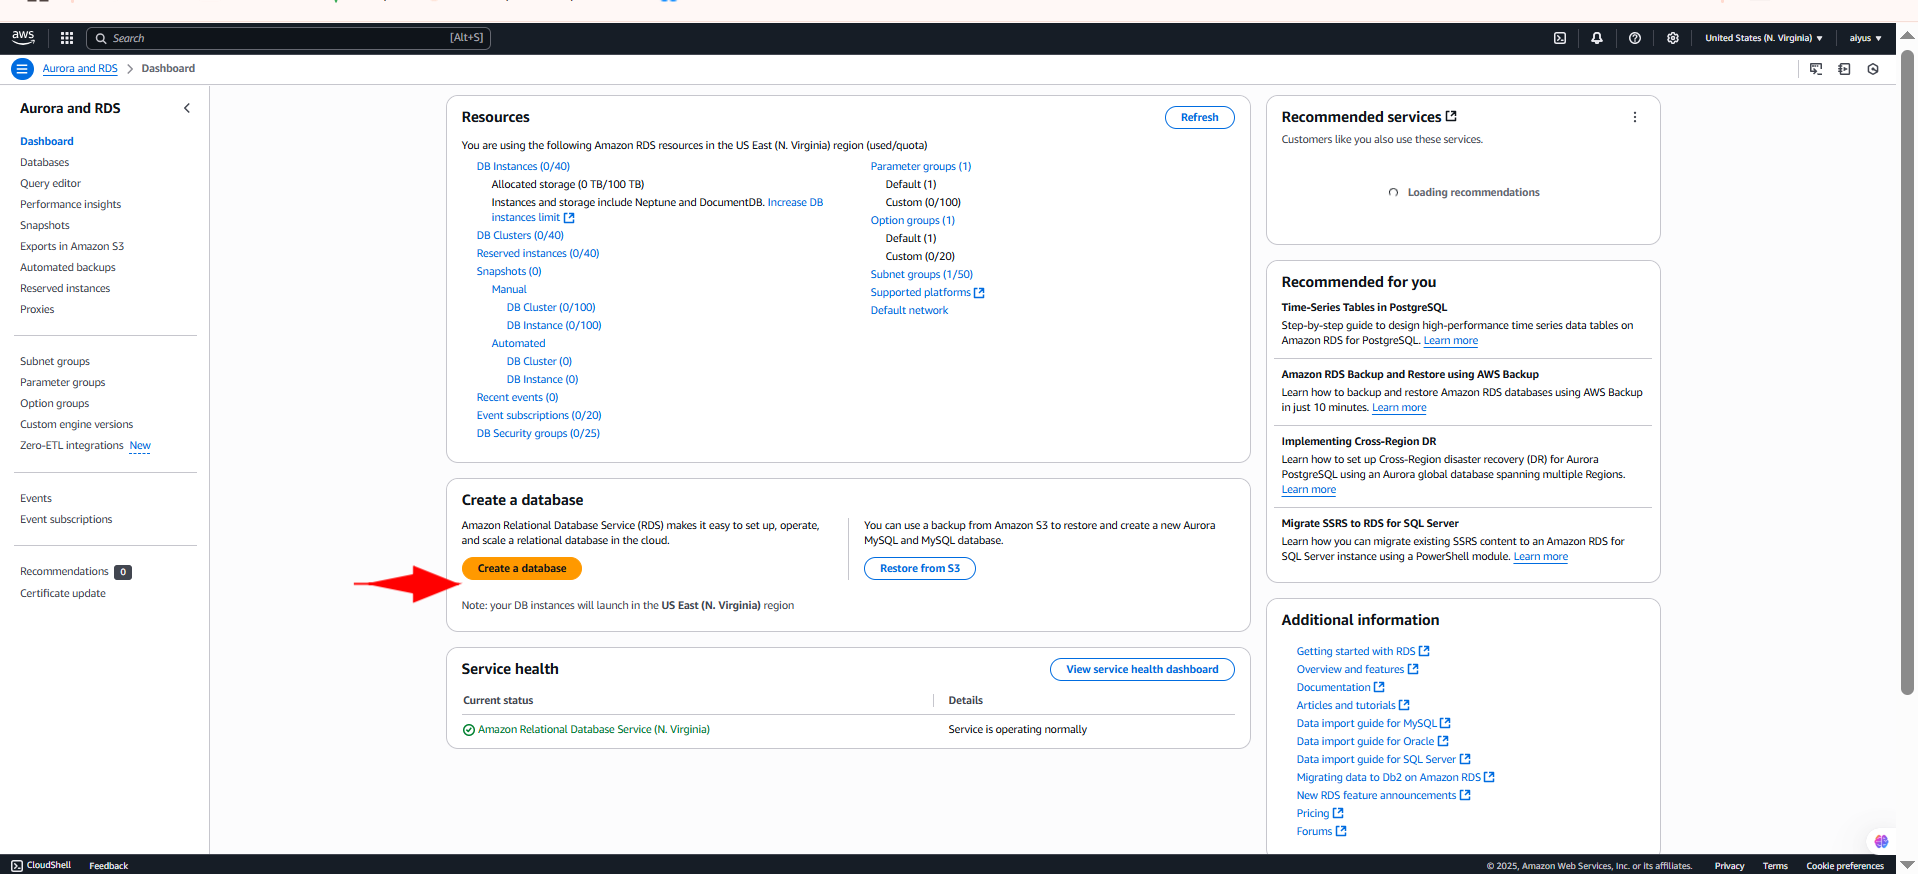 aws
Search
[Alt+S]
United States (N. Virginia)
aiyus
Aurora and RDS
Dashboard
Aurora and RDS
Dashboard
Databases
Query editor
Performance insights
Snapshots
Exports in Amazon S3
Automated backups
Reserved instances
Proxies
Subnet groups
Parameter groups
Option groups
Custom engine versions
Zero-ETL integrations New
Events
Event subscriptions
Recommendations 0
Certificate update
Resources
Refresh
You are using the following Amazon RDS resources in the US East (N. Virginia) region (used/quota)
DB Instances (0/40)
Allocated storage (0 TB/100 TB)
Instances and storage include Neptune and DocumentDB. Increase DB
instances limit
DB Clusters (0/40)
Reserved instances (0/40)
Snapshots (0)
Manual
DB Cluster (0/100)
DB Instance (0/100)
Automated
DB Cluster (0)
DB Instance (0)
Recent events (0)
Event subscriptions (0/20)
DB Security groups (0/25)
Parameter groups (1)
Default (1)
Custom (0/100)
Option groups (1)
Default (1)
Custom (0/20)
Subnet groups (1/50)
Supported platforms
Default network
Create a database
Amazon Relational Database Service (RDS) makes it easy to set up, operate,
and scale a relational database in the cloud.
Create a database
You can use a backup from Amazon S3 to restore and create a new Aurora
MySQL and MySQL database.
Restore from S3
Note: your DB instances will launch in the US East (N. Virginia) region
Service health
View service health dashboard
Current status
Details
Amazon Relational Database Service (N. Virginia)
Service is operating normally
Recommended services
Customers like you also use these services.
Loading recommendations
Recommended for you
Time-Series Tables in PostgreSQL
Step-by-step guide to design high-performance time series data tables on
Amazon RDS for PostgreSQL. Learn more
Amazon RDS Backup and Restore using AWS Backup
Learn how to backup and restore Amazon RDS databases using AWS Backup
in just 10 minutes. Learn more
Implementing Cross-Region DR
Learn how to set up Cross-Region disaster recovery (DR) for Aurora
PostgreSQL using an Aurora global database spanning multiple Regions.
Learn more
Migrate SSRS to RDS for SQL Server
Learn how you can migrate existing SSRS content to an Amazon RDS for
SQL Server instance using a PowerShell module. Learn more
Additional information
Getting started with RDS
Overview and features
Documentation
Articles and tutorials
Data import guide for MySQL
Data import guide for Oracle
Data import guide for SQL Server
Migrating data to Db2 on Amazon RDS
New RDS feature announcements
Pricing
Forums
CloudShell
Feedback
© 2025, Amazon Web Services, Inc. or its affiliates.
Privacy
Terms
Cookie preferences